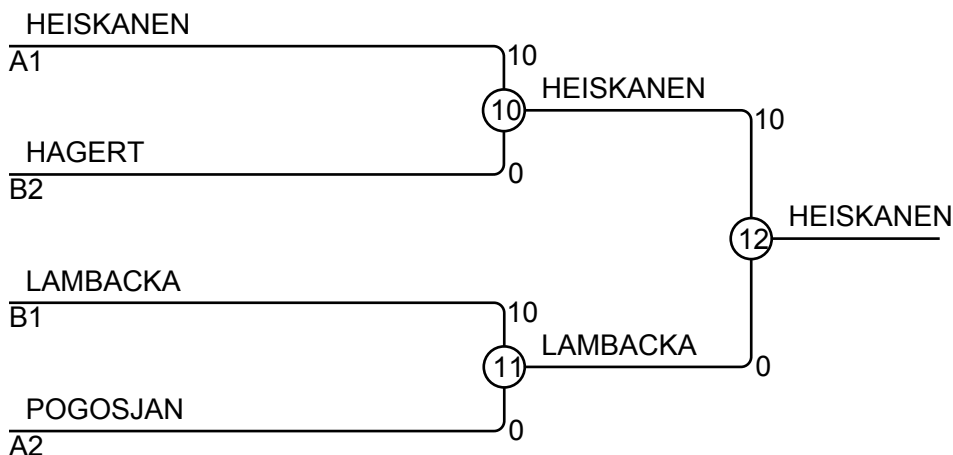 HEISKANEN
A1
10
10
HEISKANEN
10
HAGERT
B2
0
12
HEISKANEN
LAMBACKA
B1
10
11
LAMBACKA
0
POGOSJAN
A2
0